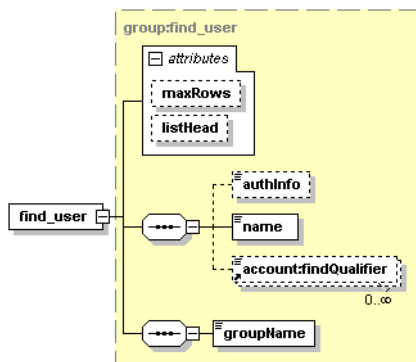 group:find_user
attributes
maxRows
listHead
authInfo
find_user
name
account:findQualifier
0..∞
groupName